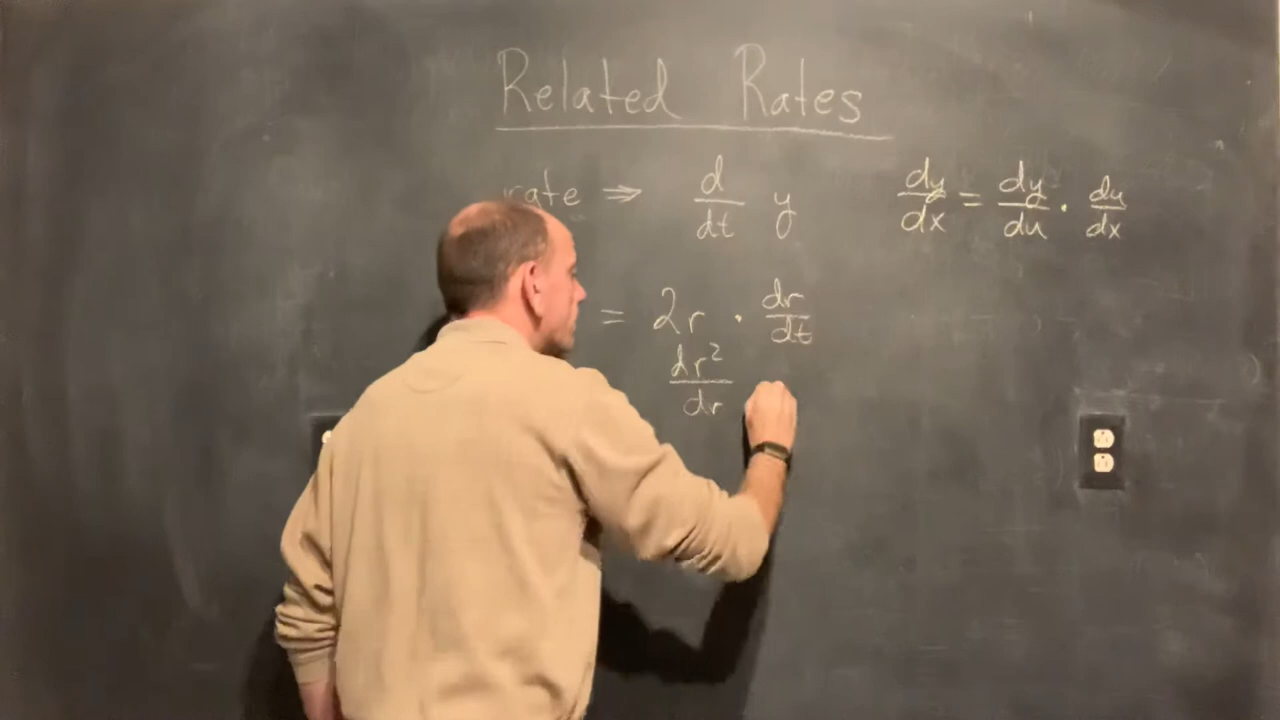 Related Rates
rate ⇒ d/dt y dy/dx = dy/du · du/dx
= 2r · dr/dt
dr²/dr